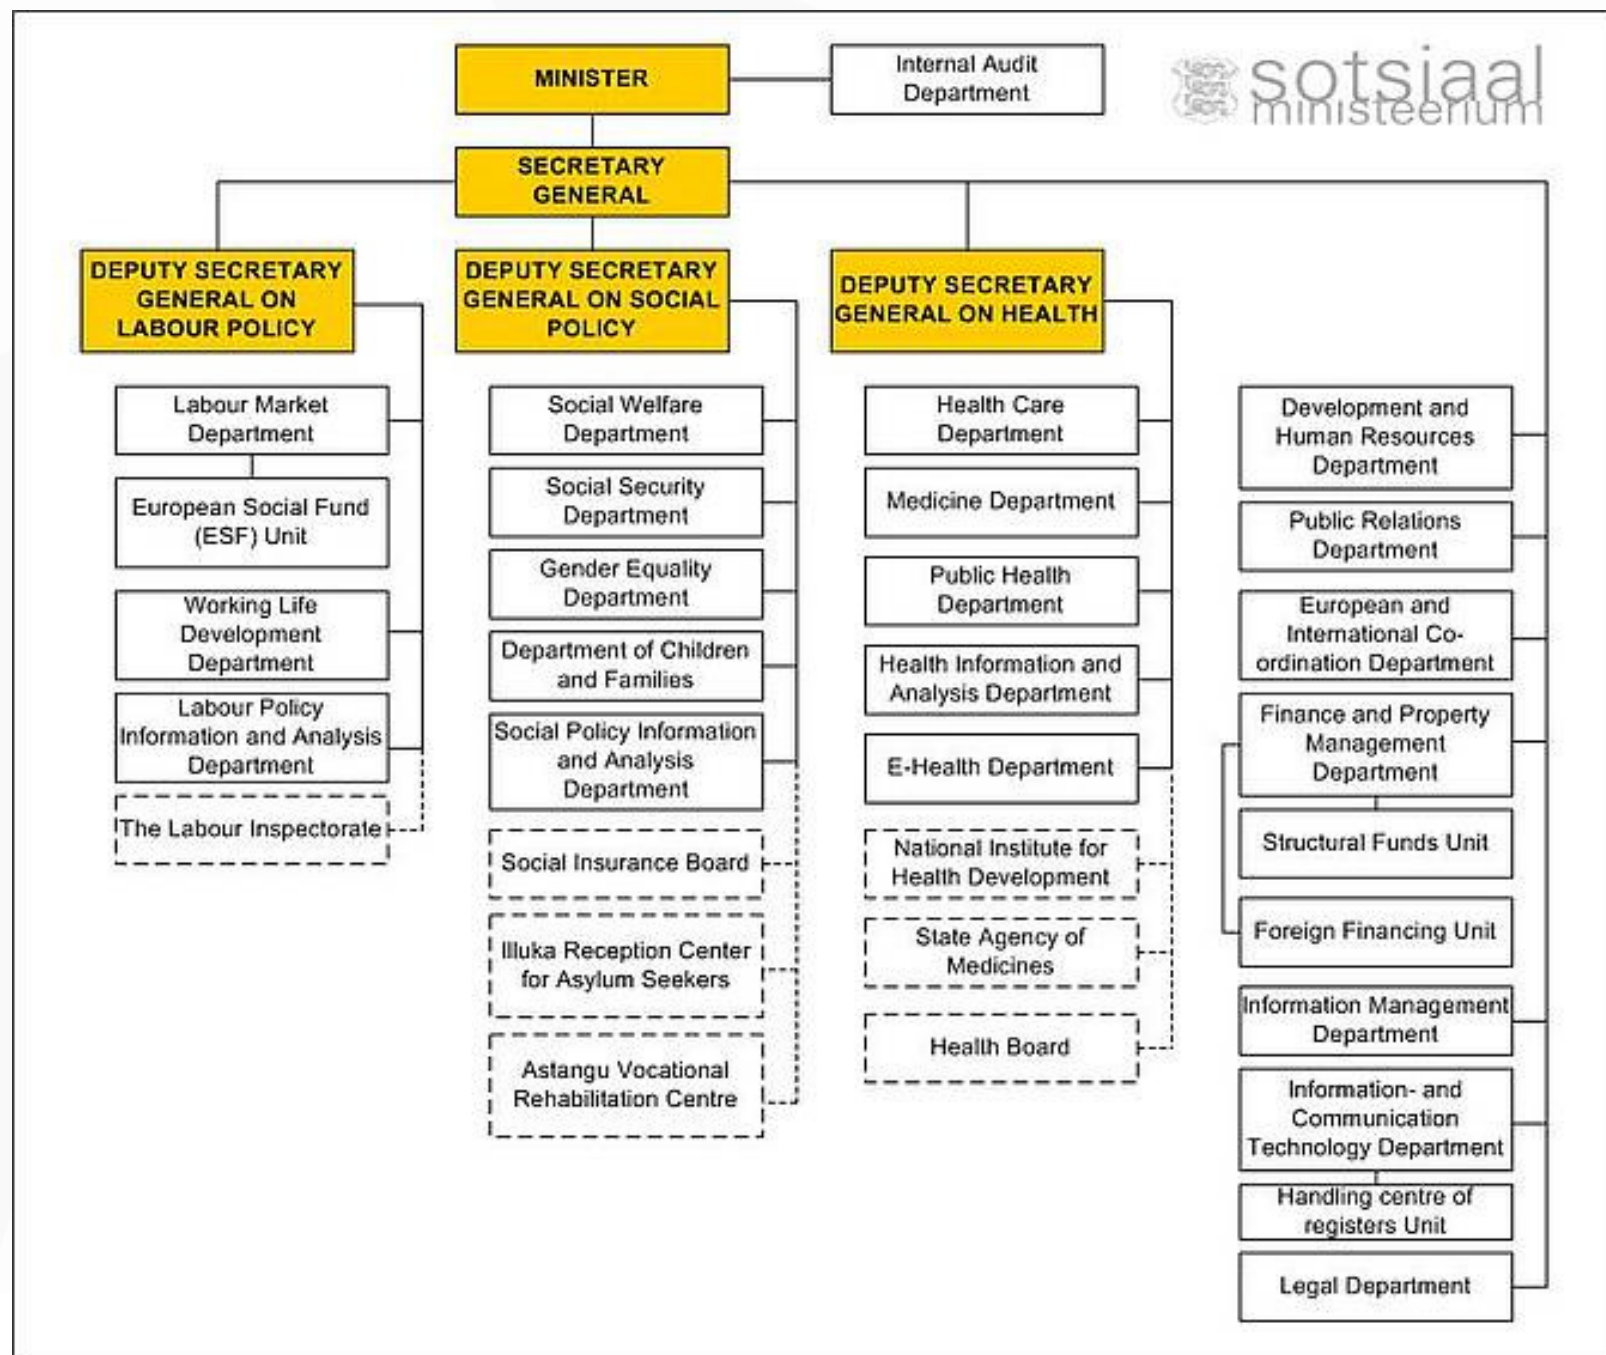 MINISTER
Internal Audit
Department
sotsiaal
ministeerium
SECRETARY
GENERAL
DEPUTY SECRETARY
GENERAL ON
LABOUR POLICY
DEPUTY SECRETARY
GENERAL ON SOCIAL
POLICY
DEPUTY SECRETARY
GENERAL ON HEALTH
Labour Market
Department
European Social Fund
(ESF) Unit
Working Life
Development
Department
Labour Policy
Information and Analysis
Department
The Labour Inspectorate
Social Welfare
Department
Social Security
Department
Gender Equality
Department
Department of Children
and Families
Social Policy Information
and Analysis
Department
Social Insurance Board
Illuka Reception Center
for Asylum Seekers
Astangu Vocational
Rehabilitation Centre
Health Care
Department
Medicine Department
Public Health
Department
Health Information and
Analysis Department
E-Health Department
National Institute for
Health Development
State Agency of
Medicines
Health Board
Development and
Human Resources
Department
Public Relations
Department
European and
International Co-
ordination Department
Finance and Property
Management
Department
Structural Funds Unit
Foreign Financing Unit
Information Management
Department
Information- and
Communication
Technology Department
Handling centre of
registers Unit
Legal Department